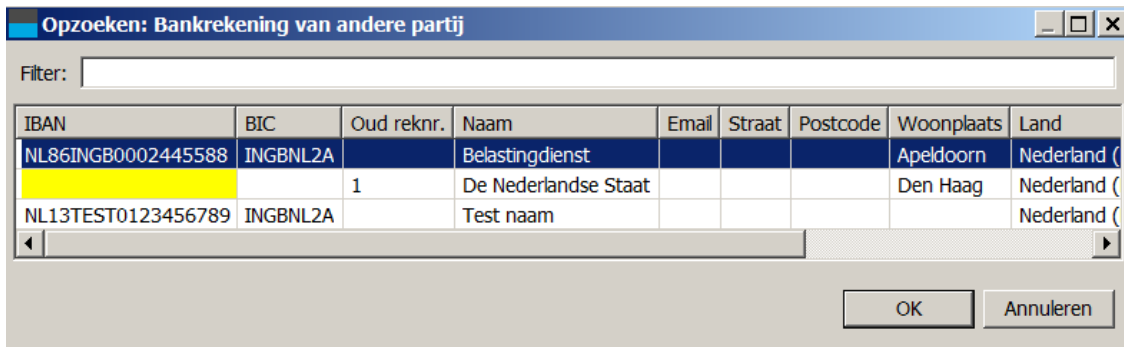 Opzoeken: Bankrekening van andere partij
Filter:
IBAN BIC Oud reknr. Naam Email Straat Postcode Woonplaats Land
NL86INGB0002445588 INGBNL2A Belastingdienst Apeldoorn Nederland (
1 De Nederlandse Staat Den Haag Nederland (
NL13TEST0123456789 INGBNL2A Test naam Nederland (
OK Annuleren